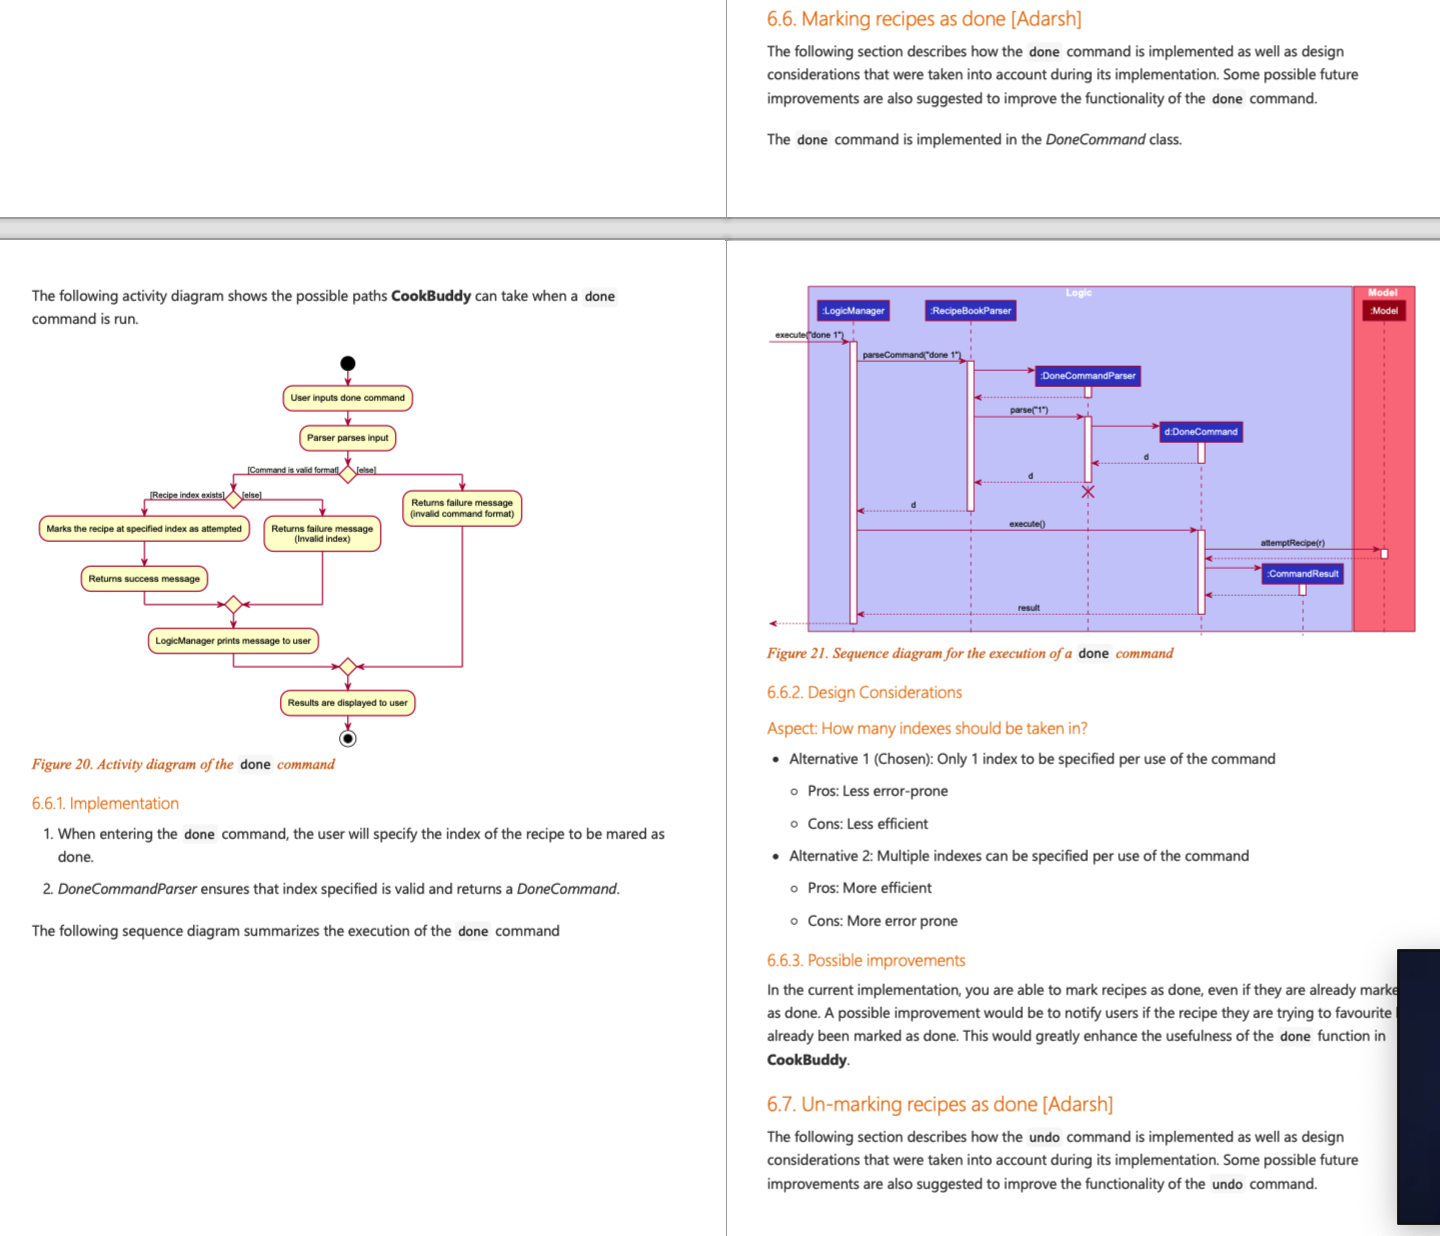 6.6. Marking recipes as done [Adarsh]
The following section describes how the done command is implemented as well as design
considerations that were taken into account during its implementation. Some possible future
improvements are also suggested to improve the functionality of the done command.
The done command is implemented in the DoneCommand class.
The following activity diagram shows the possible paths CookBuddy can take when a done
command is run.
User inputs done command
Parser parses input
[Command is valid format]
[else]
[Recipe index exists]
[else]
Marks the recipe at specified index as attempted
Returns failure message
(Invalid index)
Returns failure message
(invalid command format)
Returns success message
LogicManager prints message to user
Results are displayed to user
Figure 20. Activity diagram of the done command
6.6.1. Implementation
1. When entering the done command, the user will specify the index of the recipe to be mared as
done.
2. DoneCommandParser ensures that index specified is valid and returns a DoneCommand.
The following sequence diagram summarizes the execution of the done command
Logic
Model
:LogicManager
:RecipeBookParser
:Model
execute("done 1")
parseCommand("done 1")
:DoneCommandParser
parse("1")
d:DoneCommand
d
d
d
execute()
attemptRecipe(r)
:CommandResult
result
Figure 21. Sequence diagram for the execution of a done command
6.6.2. Design Considerations
Aspect: How many indexes should be taken in?
• Alternative 1 (Chosen): Only 1 index to be specified per use of the command
○ Pros: Less error-prone
○ Cons: Less efficient
• Alternative 2: Multiple indexes can be specified per use of the command
○ Pros: More efficient
○ Cons: More error prone
6.6.3. Possible improvements
In the current implementation, you are able to mark recipes as done, even if they are already marke
as done. A possible improvement would be to notify users if the recipe they are trying to favourite
already been marked as done. This would greatly enhance the usefulness of the done function in
CookBuddy.
6.7. Un-marking recipes as done [Adarsh]
The following section describes how the undo command is implemented as well as design
considerations that were taken into account during its implementation. Some possible future
improvements are also suggested to improve the functionality of the undo command.